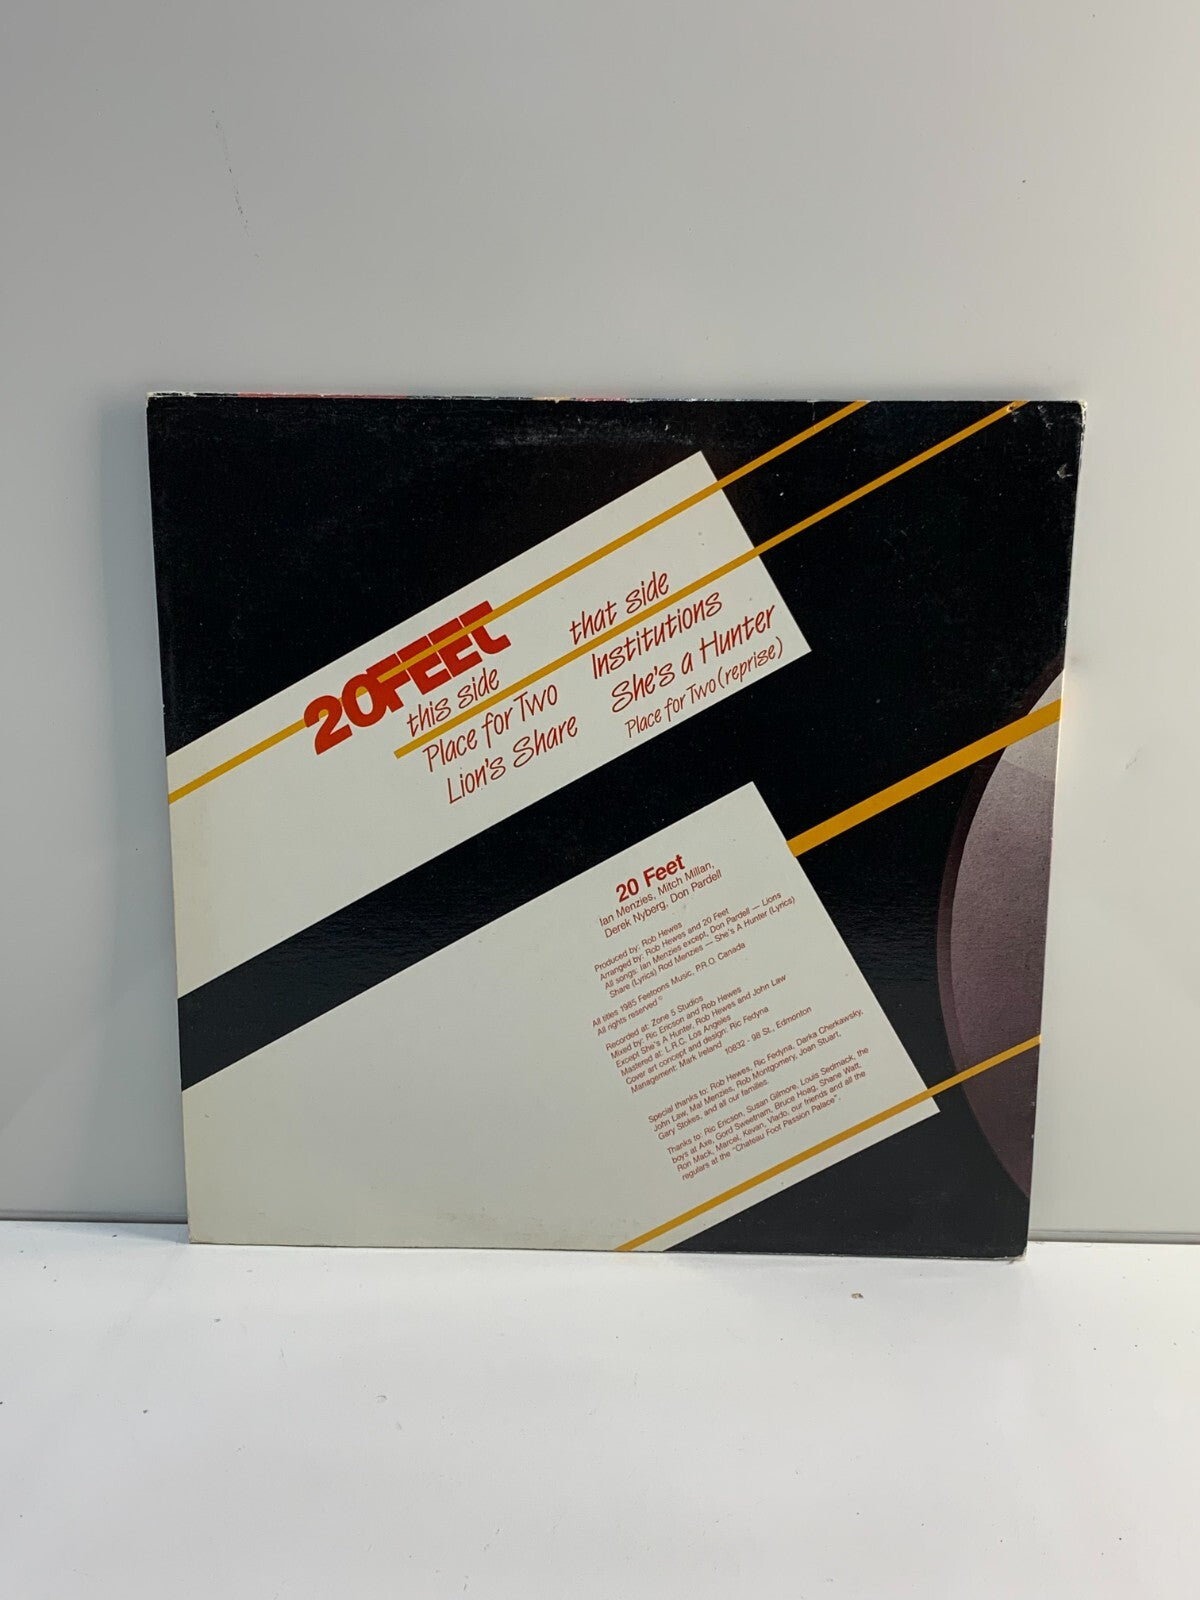 20FEET
this side
Place for Two
Lion's Share
that side
Institutions
She's a Hunter
Place for Two (reprise)
20 Feet
Ian Menzies, Mitch Millan,
Derek Nyberg, Don Pardell
Produced by: Rob Hewes
Arranged by: Rob Hewes and 20 Feet
All songs: Ian Menzies except, Don Pardell — Lions
Share (Lyrics) Rod Menzies — She's A Hunter (Lyrics)
All titles 1985 Feetoons Music, P.R.O. Canada
All rights reserved ©
Recorded at: Zone 5 Studios
Mixed by: Ric Ericson and Rob Hewes
Except She's A Hunter, Rob Hewes and John Law
Mastered at: L.R.C. Los Angeles
Cover art concept and design: Ric Fedyna
Management: Mark Ireland 10832 - 98 St., Edmonton
Special thanks to: Rob Hewes, Ric Fedyna, Darka Cherkawsky,
John Law, Mal Menzies, Rob Montgomery, Joan Stuart,
Gary Stokes, and all our families.
Thanks to: Ric Ericson, Susan Gilmore, Louis Sedmack, the
boys at Axe, Gord Sweetnam, Bruce Hoag, Shane Watt,
Ron Mack, Marcel, Kevan, Vlado, our friends and all the
regulars at the "Chateau Foot Passion Palace".